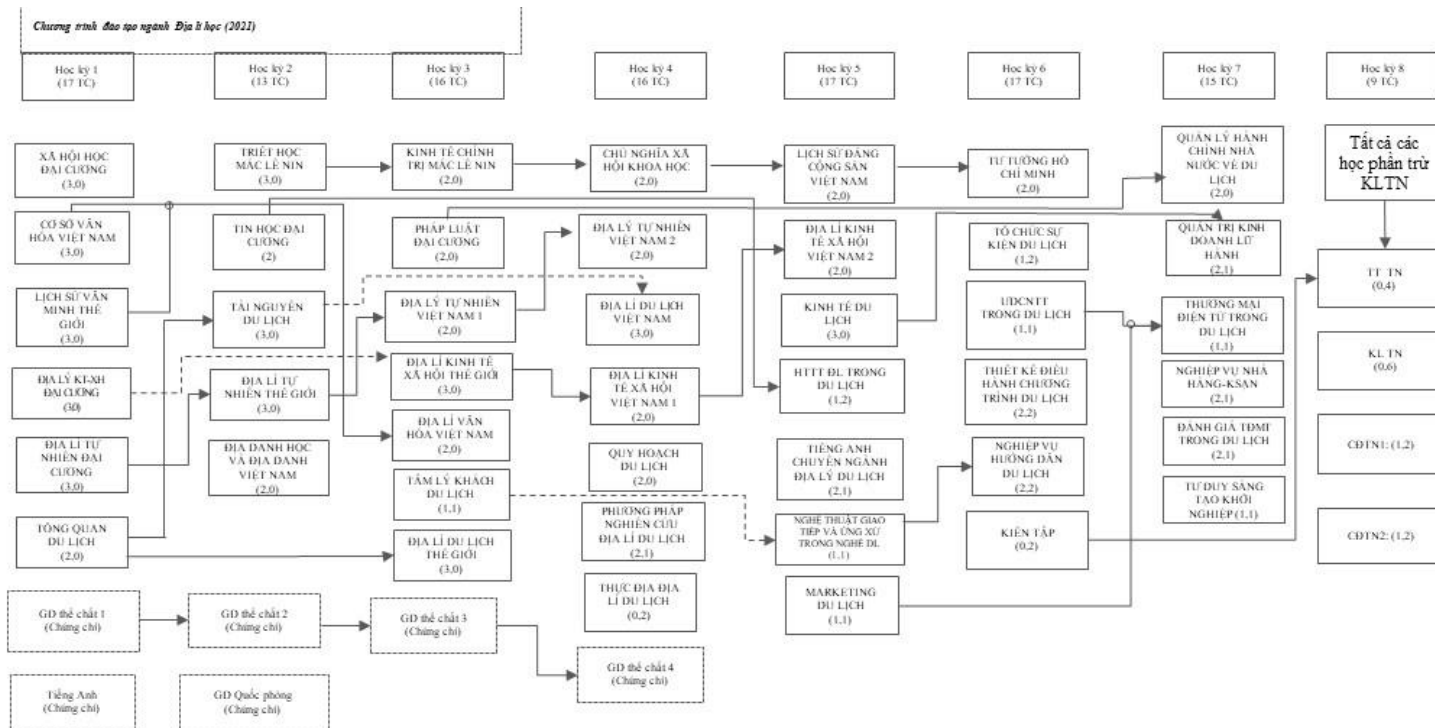 Chương trình đào tạo ngành Địa lí học (2021)
Học kỳ 1
(17 TC)
Học kỳ 2
(13 TC)
Học kỳ 3
(16 TC)
Học kỳ 4
(16 TC)
Học kỳ 5
(17 TC)
Học kỳ 6
(17 TC)
Học kỳ 7
(15 TC)
Học kỳ 8
(9 TC)
XÃ HỘI HỌC
ĐẠI CƯƠNG
(3,0)
CƠ SỞ VĂN
HÓA VIỆT NAM
(3,0)
LỊCH SỬ VĂN
MINH THẾ
GIỚI
(3,0)
ĐỊA LÝ KT-XH
ĐẠI CƯƠNG
(3,0)
ĐỊA LÍ TỰ
NHIÊN ĐẠI
CƯƠNG
(3,0)
TỔNG QUAN
DU LỊCH
(2,0)
GD thể chất 1
(Chứng chỉ)
Tiếng Anh
(Chứng chỉ)
TRIẾT HỌC
MÁC LÊ NIN
(3,0)
TIN HỌC ĐẠI
CƯƠNG
(2)
TÀI NGUYÊN
DU LỊCH
(3,0)
ĐỊA LÍ TỰ
NHIÊN THẾ GIỚI
(3,0)
ĐỊA DANH HỌC
VÀ ĐỊA DANH
VIỆT NAM
(2,0)
GD thể chất 2
(Chứng chỉ)
GD Quốc phòng
(Chứng chỉ)
KINH TẾ CHÍNH
TRỊ MÁC LÊ NIN
(2,0)
PHÁP LUẬT
ĐẠI CƯƠNG
(2,0)
ĐỊA LÝ TỰ NHIÊN
VIỆT NAM 1
(2,0)
ĐỊA LÍ KINH TẾ
XÃ HỘI THẾ GIỚI
(3,0)
ĐỊA LÍ VĂN
HÓA VIỆT NAM
(2,0)
TÂM LÝ KHÁCH
DU LỊCH
(1,1)
ĐỊA LÍ DU LỊCH
THẾ GIỚI
(3,0)
GD thể chất 3
(Chứng chỉ)
CHỦ NGHĨA XÃ
HỘI KHOA HỌC
(2,0)
ĐỊA LÝ TỰ NHIÊN
VIỆT NAM 2
(2,0)
ĐỊA LÍ DU LỊCH
VIỆT NAM
(3,0)
ĐỊA LÍ KINH
TẾ XÃ HỘI
VIỆT NAM 1
(2,0)
QUY HOẠCH
DU LỊCH
(2,0)
PHƯƠNG PHÁP
NGHIÊN CỨU
ĐỊA LÍ DU LỊCH
(2,1)
THỰC ĐỊA ĐỊA
LÍ DU LỊCH
(0,2)
GD thể chất 4
(Chứng chỉ)
LỊCH SỬ ĐẢNG
CỘNG SẢN
VIỆT NAM
(2,0)
ĐỊA LÍ KINH
TẾ XÃ HỘI
VIỆT NAM 2
(2,0)
KINH TẾ DU
LỊCH
(3,0)
HTTT ĐL TRONG
DU LỊCH
(1,2)
TIẾNG ANH
CHUYÊN NGÀNH
ĐỊA LÝ DU LỊCH
(2,1)
NGHỆ THUẬT GIAO
TIẾP VÀ ỨNG XỬ
TRONG NGHỀ DL
(1,1)
MARKETING
DU LỊCH
(1,1)
TƯ TƯỞNG HỒ
CHÍ MINH
(2,0)
TỔ CHỨC SỰ
KIỆN DU LỊCH
(1,2)
UDCNTT
TRONG DU LỊCH
(1,1)
THIẾT KẾ ĐIỀU
HÀNH CHƯƠNG
TRÌNH DU LỊCH
(2,2)
NGHIỆP VỤ
HƯỚNG DẪN
DU LỊCH
(2,2)
KIẾN TẬP
(0,2)
QUẢN LÝ HÀNH
CHÍNH NHÀ
NƯỚC VỀ DU
LỊCH
(2,0)
QUẢN TRỊ KINH
DOANH LỮ
HÀNH
(2,1)
THƯƠNG MẠI
ĐIỆN TỬ TRONG
DU LỊCH
(1,1)
NGHIỆP VỤ NHÀ
HÀNG-KSẠN
(2,1)
ĐÁNH GIÁ TĐMT
TRONG DU LỊCH
(2,1)
TƯ DUY SÁNG
TẠO KHỞI
NGHIỆP (1,1)
Tất cả các
học phần trừ
KLTN
TT TN
(0,4)
KL TN
(0,6)
CĐTN1: (1,2)
CĐTN2: (1,2)